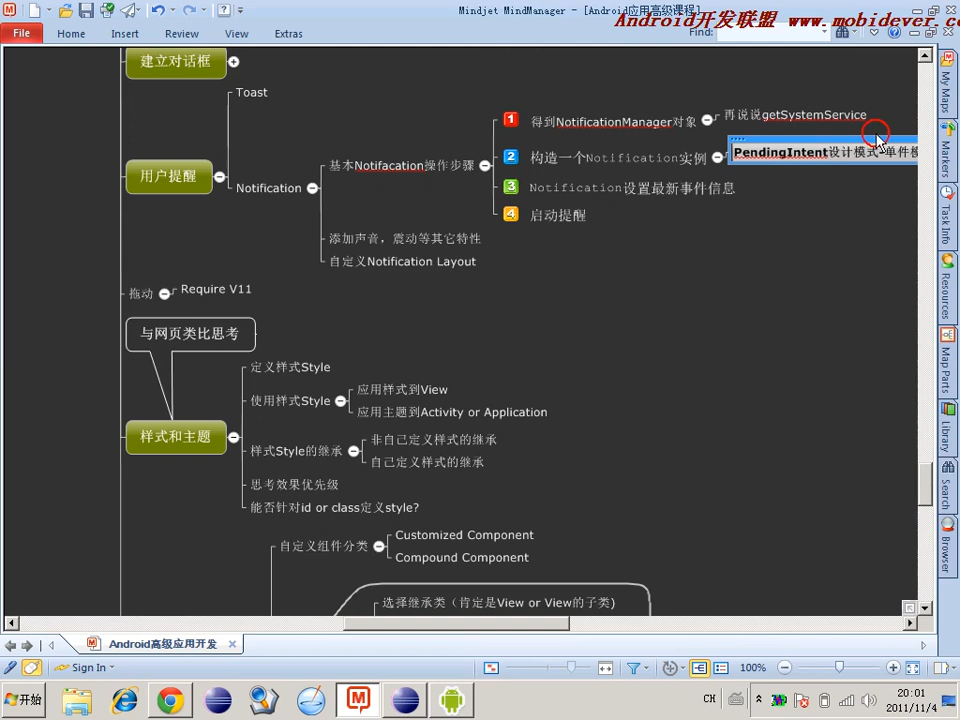 Mindjet MindManager - [Android应用高级课程]
Android开发联盟 www.mobidever.co
File
Home
Insert
Review
View
Extras
Find:
建立对话框
Toast
用户提醒
Notification
基本Notifacation操作步骤
1 得到NotificationManager对象
再说说getSystemService
2 构造一个Notification实例
PendingIntent设计模式-单件模
3 Notification设置最新事件信息
4 启动提醒
添加声音，震动等其它特性
自定义Notification Layout
拖动
Require V11
与网页类比思考
样式和主题
定义样式Style
使用样式Style
应用样式到View
应用主题到Activity or Application
样式Style的继承
非自己定义样式的继承
自己定义样式的继承
思考效果优先级
能否针对id or class定义style?
自定义组件分类
Customized Component
Compound Component
选择继承类（肯定是View or View的子类)
My Maps
Markers
Task Info
Resources
Map Parts
Library
Search
Browser
Android高级应用开发
Sign In
100%
开始
CH
20:01
2011/11/4